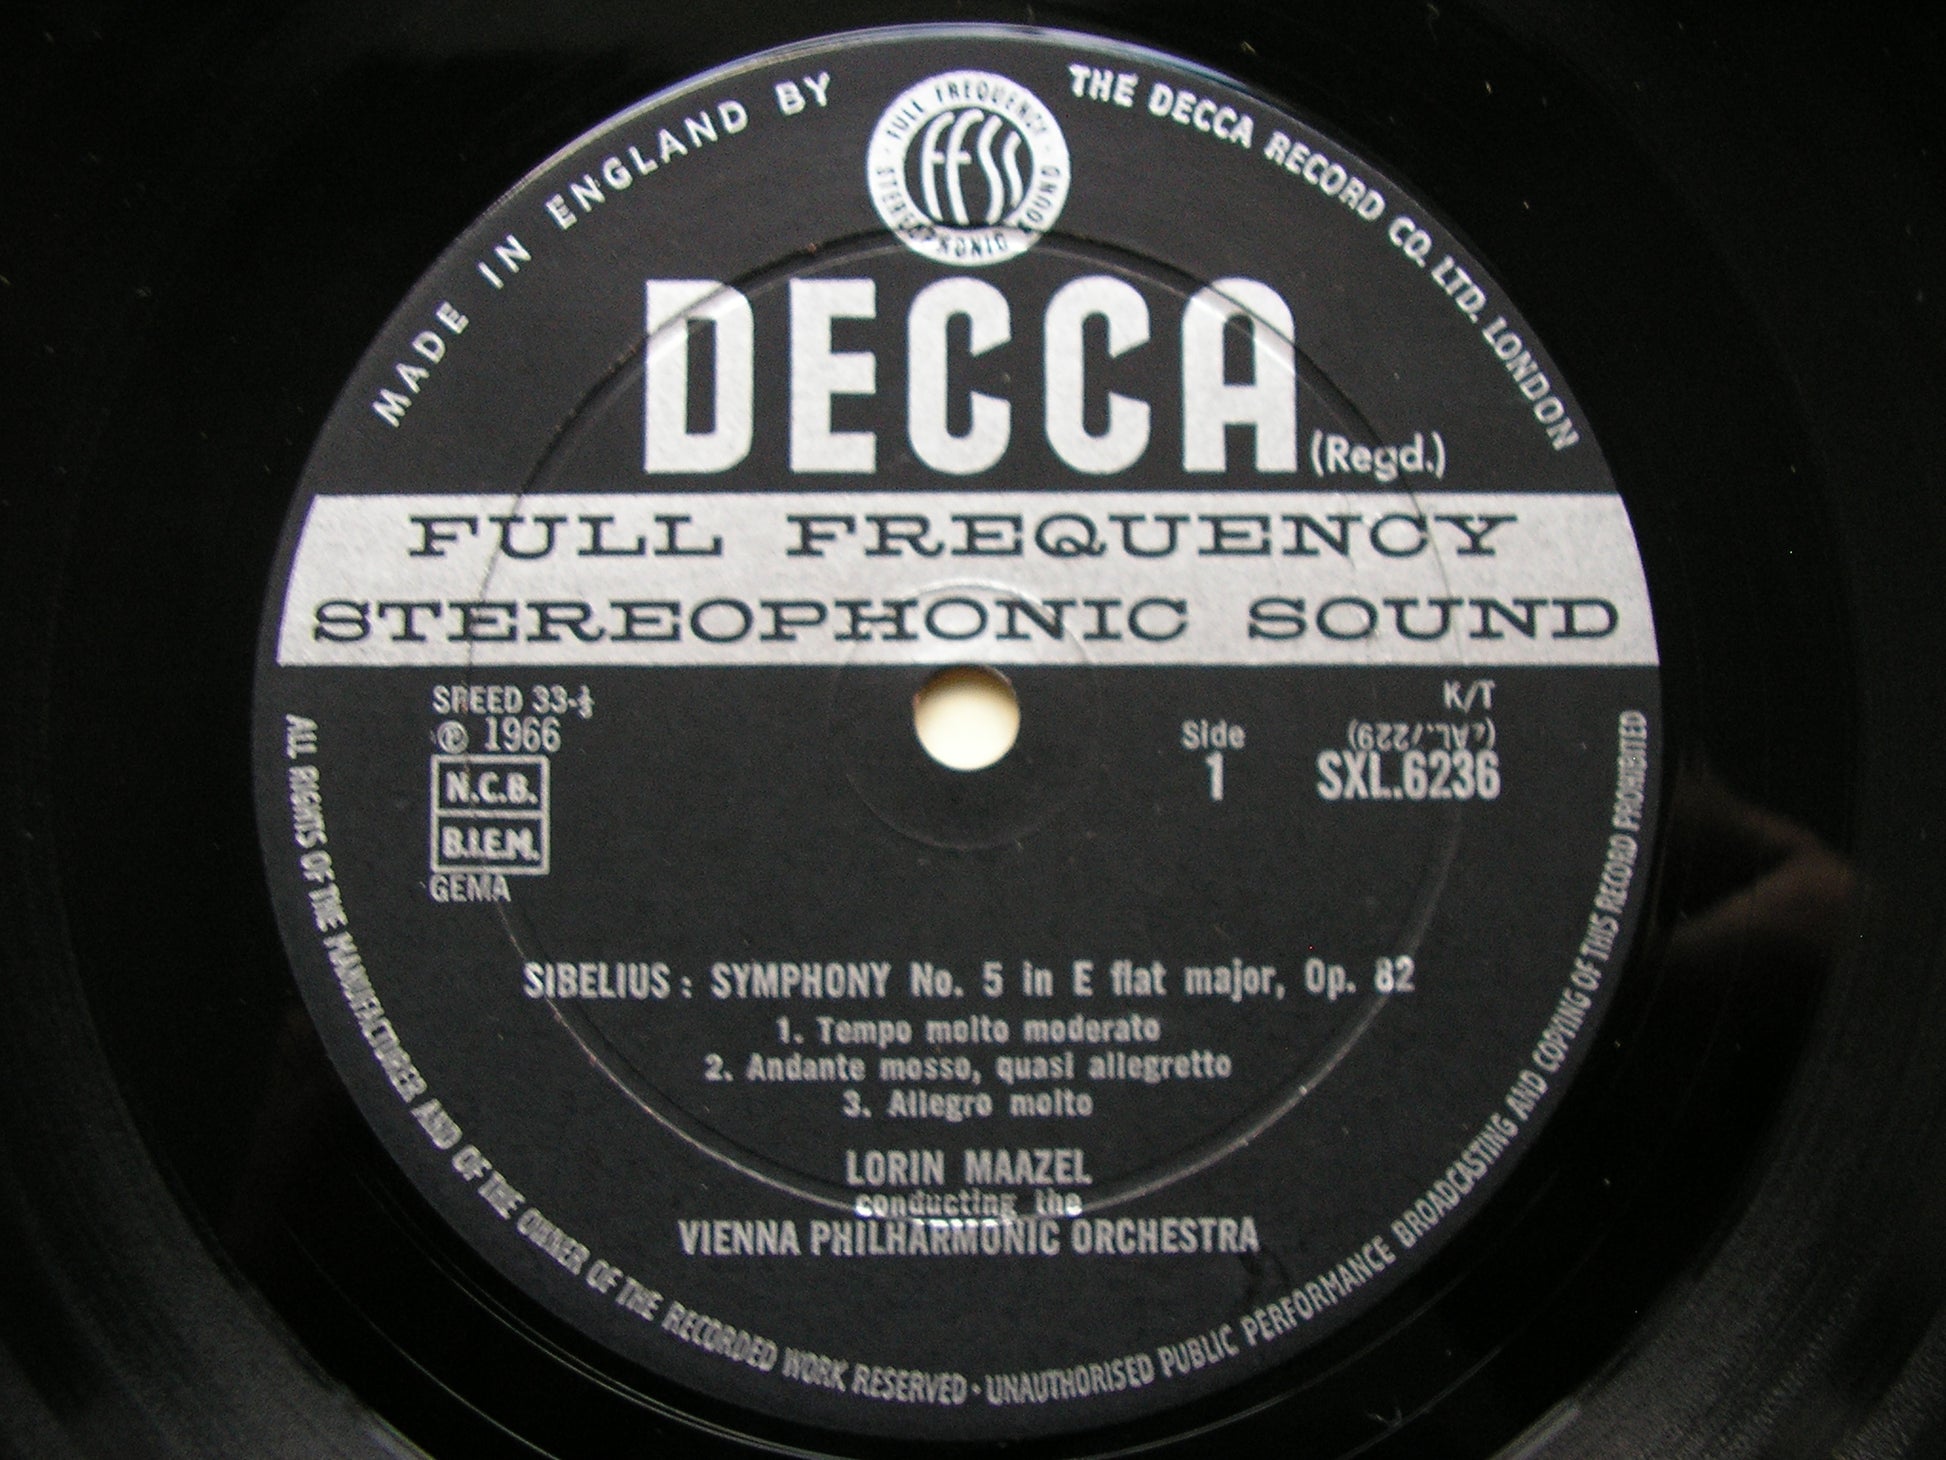 MADE IN ENGLAND BY
THE DECCA RECORD CO. LTD. LONDON
FULL FREQUENCY
FFSS
STEREOPHONIC SOUND
DECCA (Regd.)
FULL FREQUENCY
STEREOPHONIC SOUND
SPEED 33-⅓
℗ 1966
N.C.B.
B.I.E.M.
GEMA
K/T
Side
1
SXL.6236
SIBELIUS : SYMPHONY No. 5 in E flat major, Op. 82
1. Tempo molto moderato
2. Andante mosso, quasi allegretto
3. Allegro molto
LORIN MAAZEL
conducting the
VIENNA PHILHARMONIC ORCHESTRA
ALL RIGHTS OF THE MANUFACTURER AND OF THE OWNER OF THE RECORDED WORK RESERVED · UNAUTHORISED PUBLIC PERFORMANCE BROADCASTING AND COPYING OF THIS RECORD PROHIBITED